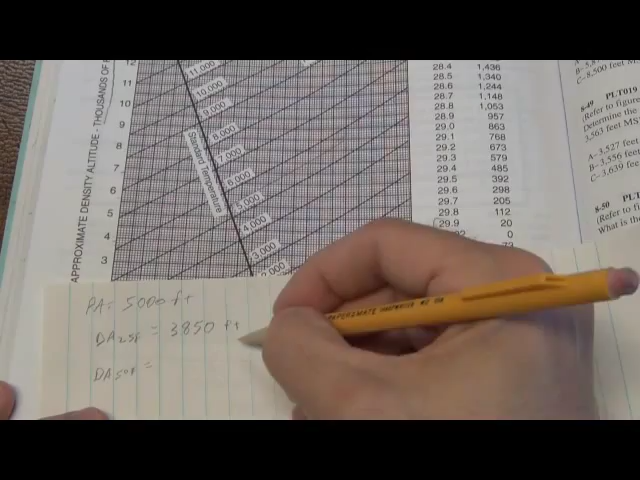 12
11
10
9
8
7
6
5
4
3
APPROXIMATE DENSITY ALTITUDE - THOUSANDS OF F
11,000
10,000
9,000
8,000
7,000
6,000
5,000
4,000
3,000
2,000
Standard Temperature
28.4 1,436
28.5 1,340
28.6 1,244
28.7 1,148
28.8 1,053
28.9 957
29.0 863
29.1 768
29.2 673
29.3 579
29.4 485
29.5 392
29.6 298
29.7 205
29.8 112
29.9 20
0
C-8,500 feet M
8-49 PLT019
(Refer to figure
Determine the
3,563 feet MS
A-3,527 feet
B-3,556 feet
C-3,639 feet
8-50 PLT
(Refer to fi
What is the
PA= 5000 ft
DA25F = 3850 ft
DA50F =
PAPERMATE